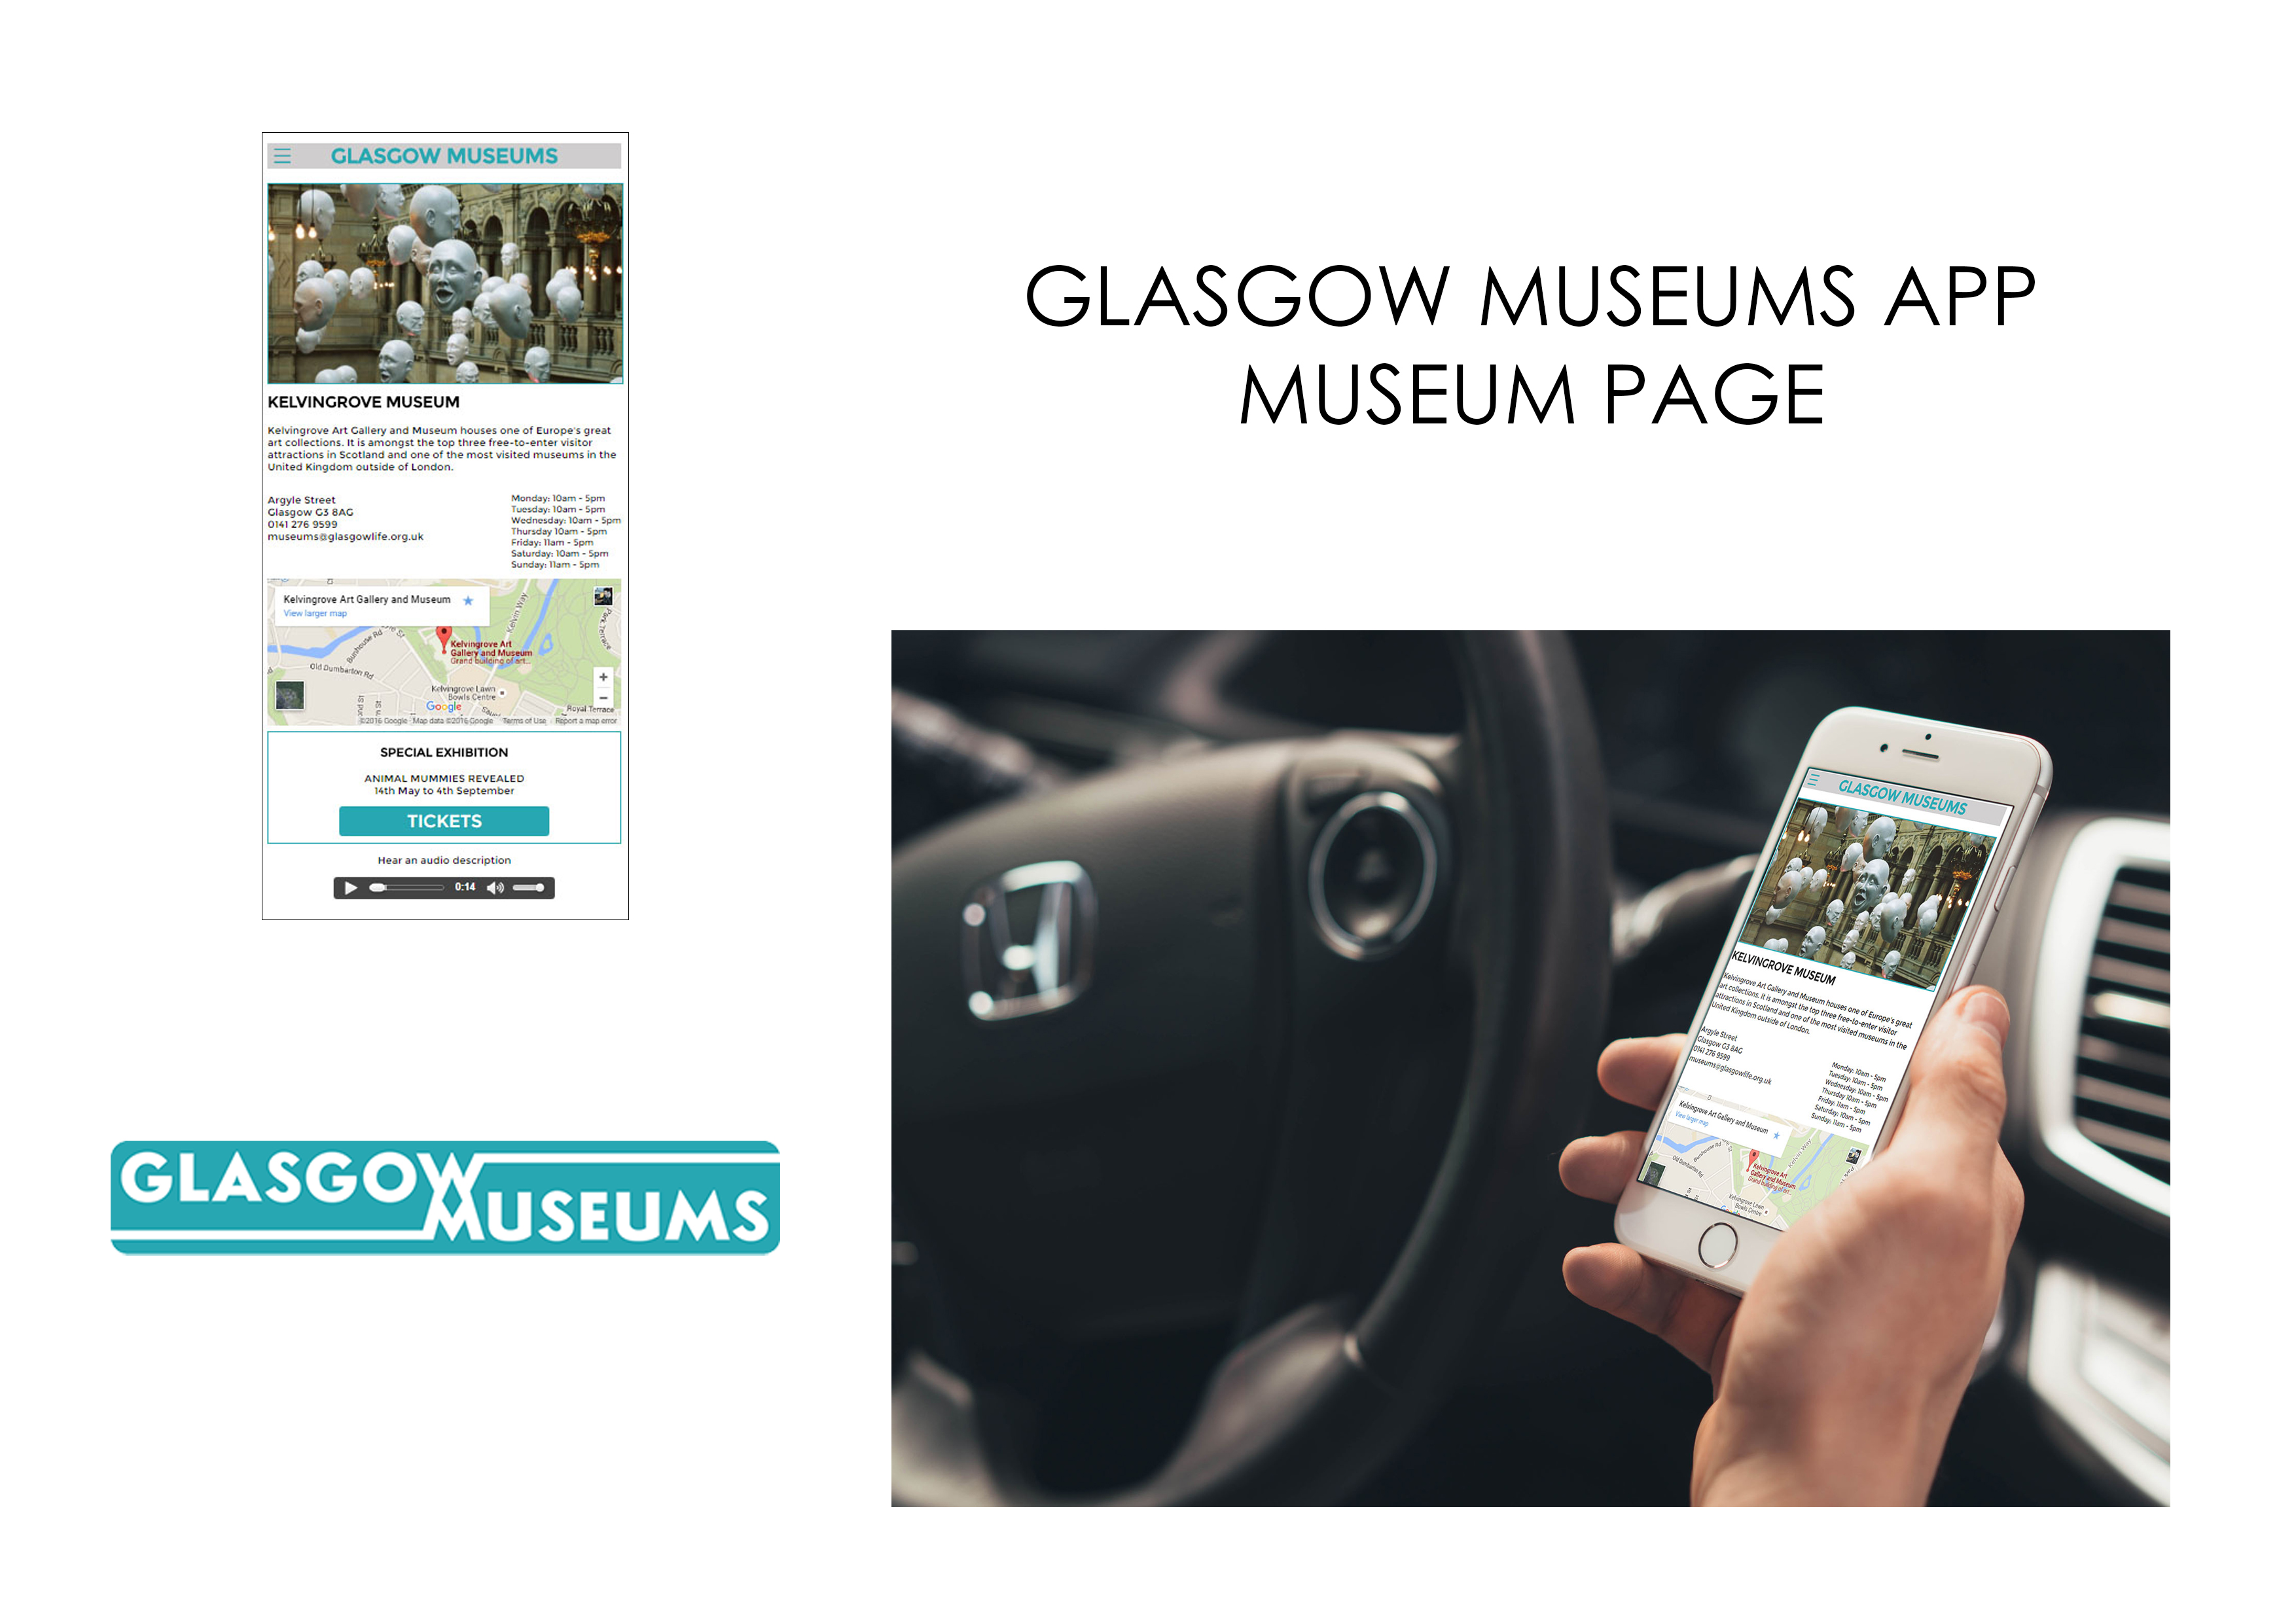 GLASGOW MUSEUMS
KELVINGROVE MUSEUM
Kelvingrove Art Gallery and Museum houses one of Europe's great
art collections. It is amongst the top three free-to-enter visitor
attractions in Scotland and one of the most visited museums in the
United Kingdom outside of London.
Argyle Street
Glasgow G3 8AG
0141 276 9599
museums@glasgowlife.org.uk
Monday: 10am - 5pm
Tuesday: 10am - 5pm
Wednesday: 10am - 5pm
Thursday 10am - 5pm
Friday: 11am - 5pm
Saturday: 10am - 5pm
Sunday: 11am - 5pm
Kelvingrove Art Gallery and Museum
View larger map
Kelvin Way
Bunhouse Rd
Old Dumbarton Rd
Kelvingrove Art
Gallery and Museum
Grand building of art...
Kelvingrove Lawn
Bowls Centre
Terrace
Royal Terrace
Google
©2016 Google - Map data ©2016 Google Terms of Use Report a map error
SPECIAL EXHIBITION
ANIMAL MUMMIES REVEALED
14th May to 4th September
TICKETS
Hear an audio description
0:14
GLASGOW
MUSEUMS
GLASGOW MUSEUMS APP
MUSEUM PAGE
GLASGOW MUSEUMS
KELVINGROVE MUSEUM
Kelvingrove Art Gallery and Museum houses one of Europe's great
art collections. It is amongst the top three free-to-enter visitor
attractions in Scotland and one of the most visited museums in the
United Kingdom outside of London.
Argyle Street
Glasgow G3 8AG
0141 276 9599
museums@glasgowlife.org.uk
Monday: 10am - 5pm
Tuesday: 10am - 5pm
Wednesday: 10am - 5pm
Thursday 10am - 5pm
Friday: 11am - 5pm
Saturday: 10am - 5pm
Sunday: 11am - 5pm
Kelvingrove Art Gallery and Museum
View larger map
Kelvin Way
Bunhouse Rd
Old Dumbarton Rd
Kelvingrove Art
Gallery and Museum
Grand building of art...
Kelvingrove Lawn
Bowls Centre